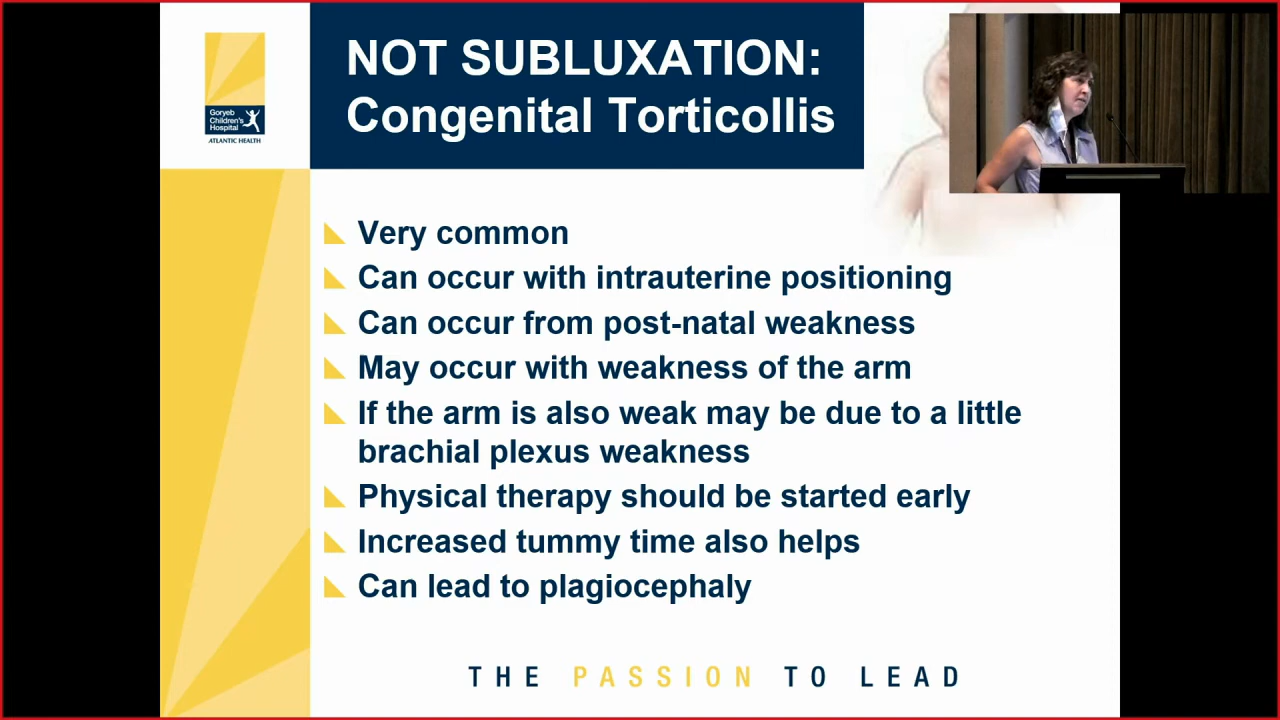 Goryeb
Children's
Hospital
ATLANTIC HEALTH
NOT SUBLUXATION:
Congenital Torticollis
Very common
Can occur with intrauterine positioning
Can occur from post-natal weakness
May occur with weakness of the arm
If the arm is also weak may be due to a little
brachial plexus weakness
Physical therapy should be started early
Increased tummy time also helps
Can lead to plagiocephaly
THE PASSION TO LEAD